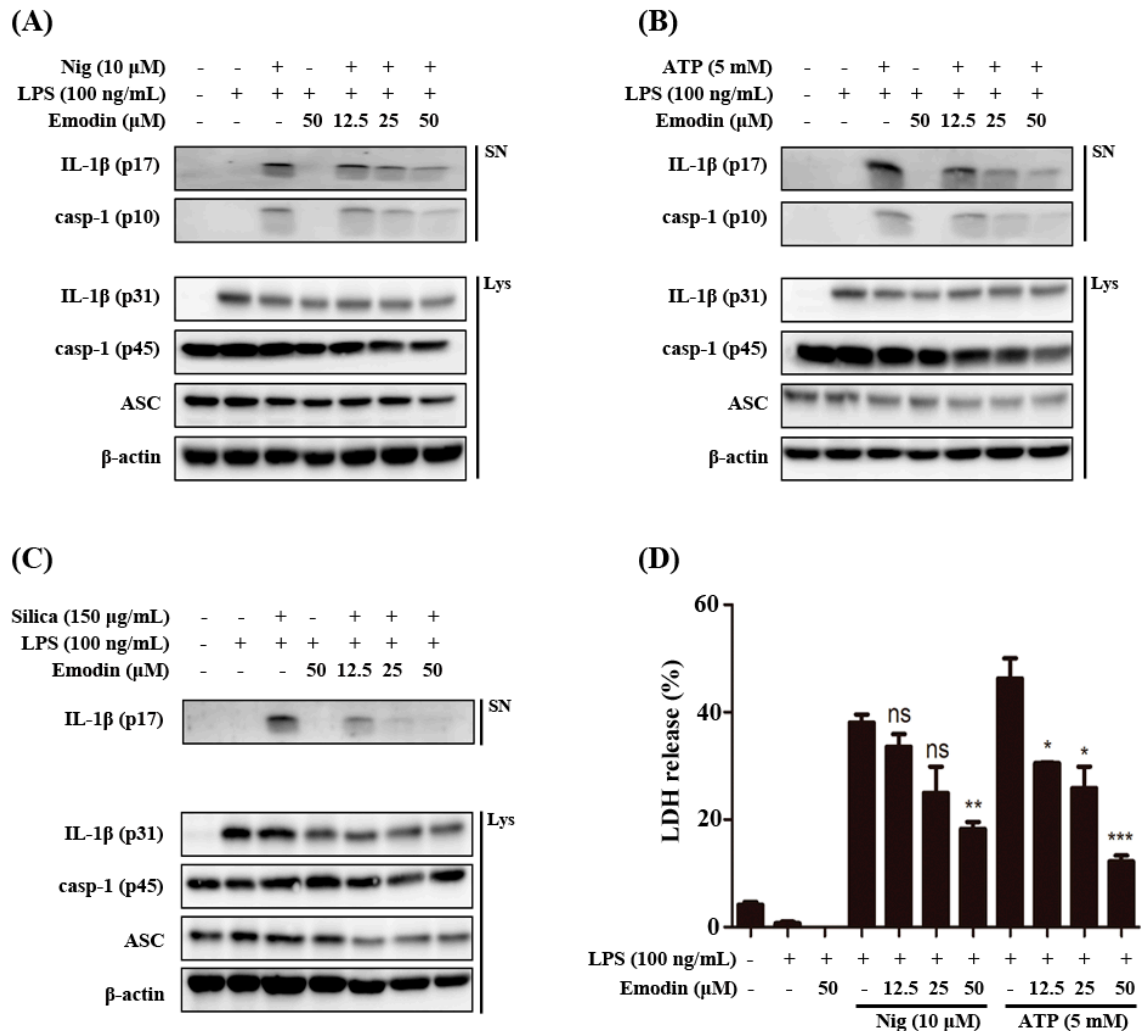 (A)
Nig (10 μM) - - + - + + +
LPS (100 ng/mL) - + + + + + +
Emodin (μM) - - - 50 12.5 25 50
IL-1β (p17)
SN
casp-1 (p10)
IL-1β (p31)
Lys
casp-1 (p45)
ASC
β-actin
(B)
ATP (5 mM) - - + - + + +
LPS (100 ng/mL) - + + + + + +
Emodin (μM) - - - 50 12.5 25 50
IL-1β (p17)
SN
casp-1 (p10)
IL-1β (p31)
Lys
casp-1 (p45)
ASC
β-actin
(C)
Silica (150 μg/mL) - - + - + + +
LPS (100 ng/mL) - + + + + + +
Emodin (μM) - - - 50 12.5 25 50
IL-1β (p17)
SN
IL-1β (p31)
Lys
casp-1 (p45)
ASC
β-actin
(D)
LDH release (%)
60
40
20
0
ns
ns
**
*
*
***
LPS (100 ng/mL) - + + + + + + + + + +
Emodin (μM) - - 50 - 12.5 25 50 - 12.5 25 50
Nig (10 μM) ATP (5 mM)